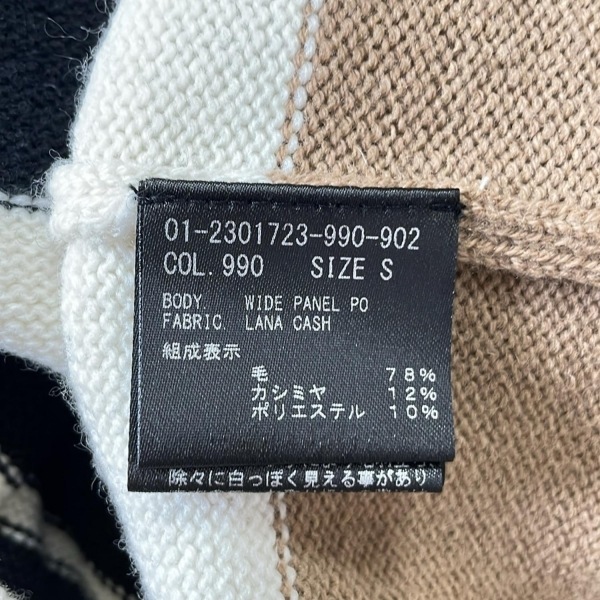 01-2301723-990-902
COL. 990 SIZE S
BODY WIDE PANEL PO
FABRIC LANA CASH
組成表示
毛 78%
カシミヤ 12%
ポリエステル 10%
除々に白っぽく見える事があり